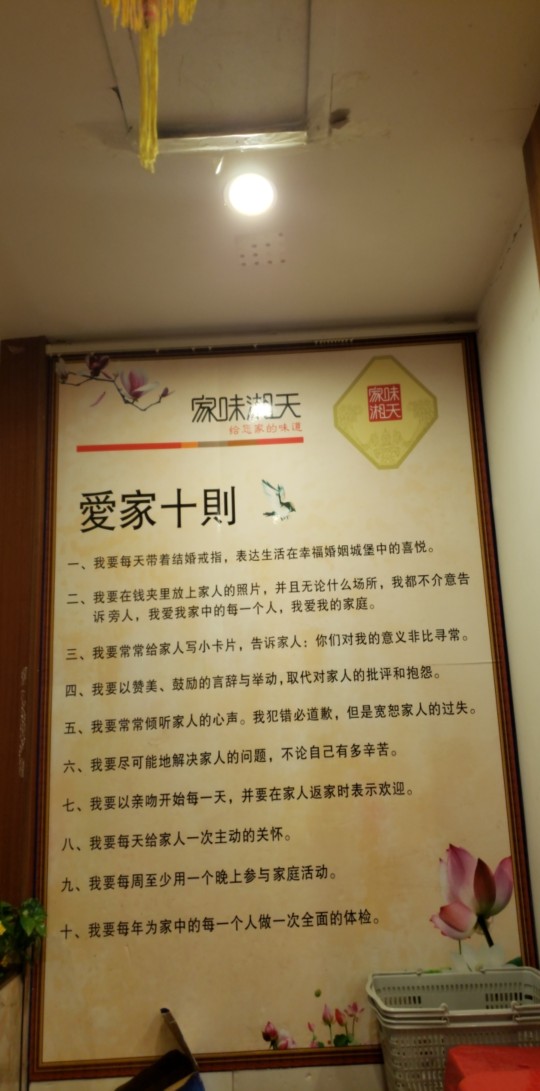 家味湘天
给您家的味道
家味
湘天
愛家十則
一、我要每天带着结婚戒指，表达生活在幸福婚姻城堡中的喜悦。
二、我要在钱夹里放上家人的照片，并且无论什么场所，我都不介意告
诉旁人，我爱我家中的每一个人，我爱我的家庭。
三、我要常常给家人写小卡片，告诉家人：你们对我的意义非比寻常。
四、我要以赞美、鼓励的言辞与举动，取代对家人的批评和抱怨。
五、我要常常倾听家人的心声。我犯错必道歉，但是宽恕家人的过失。
六、我要尽可能地解决家人的问题，不论自己有多辛苦。
七、我要以亲吻开始每一天，并要在家人返家时表示欢迎。
八、我要每天给家人一次主动的关怀。
九、我要每周至少用一个晚上参与家庭活动。
十、我要每年为家中的每一个人做一次全面的体检。